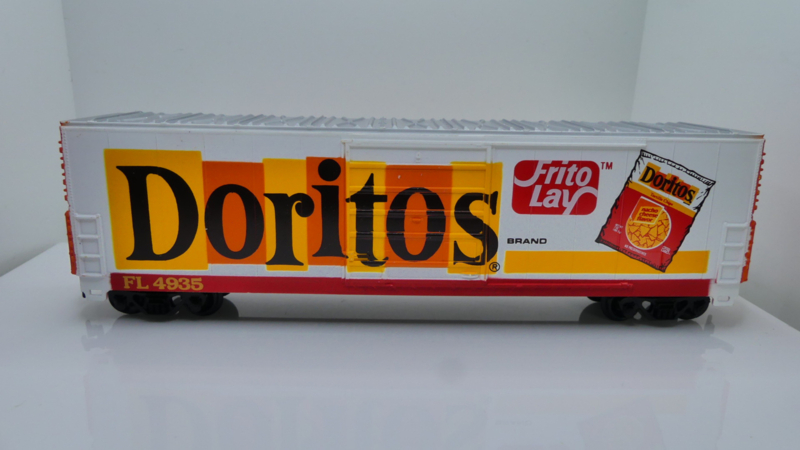 Doritos®
Frito
Lay™
BRAND
Doritos
FL 4935